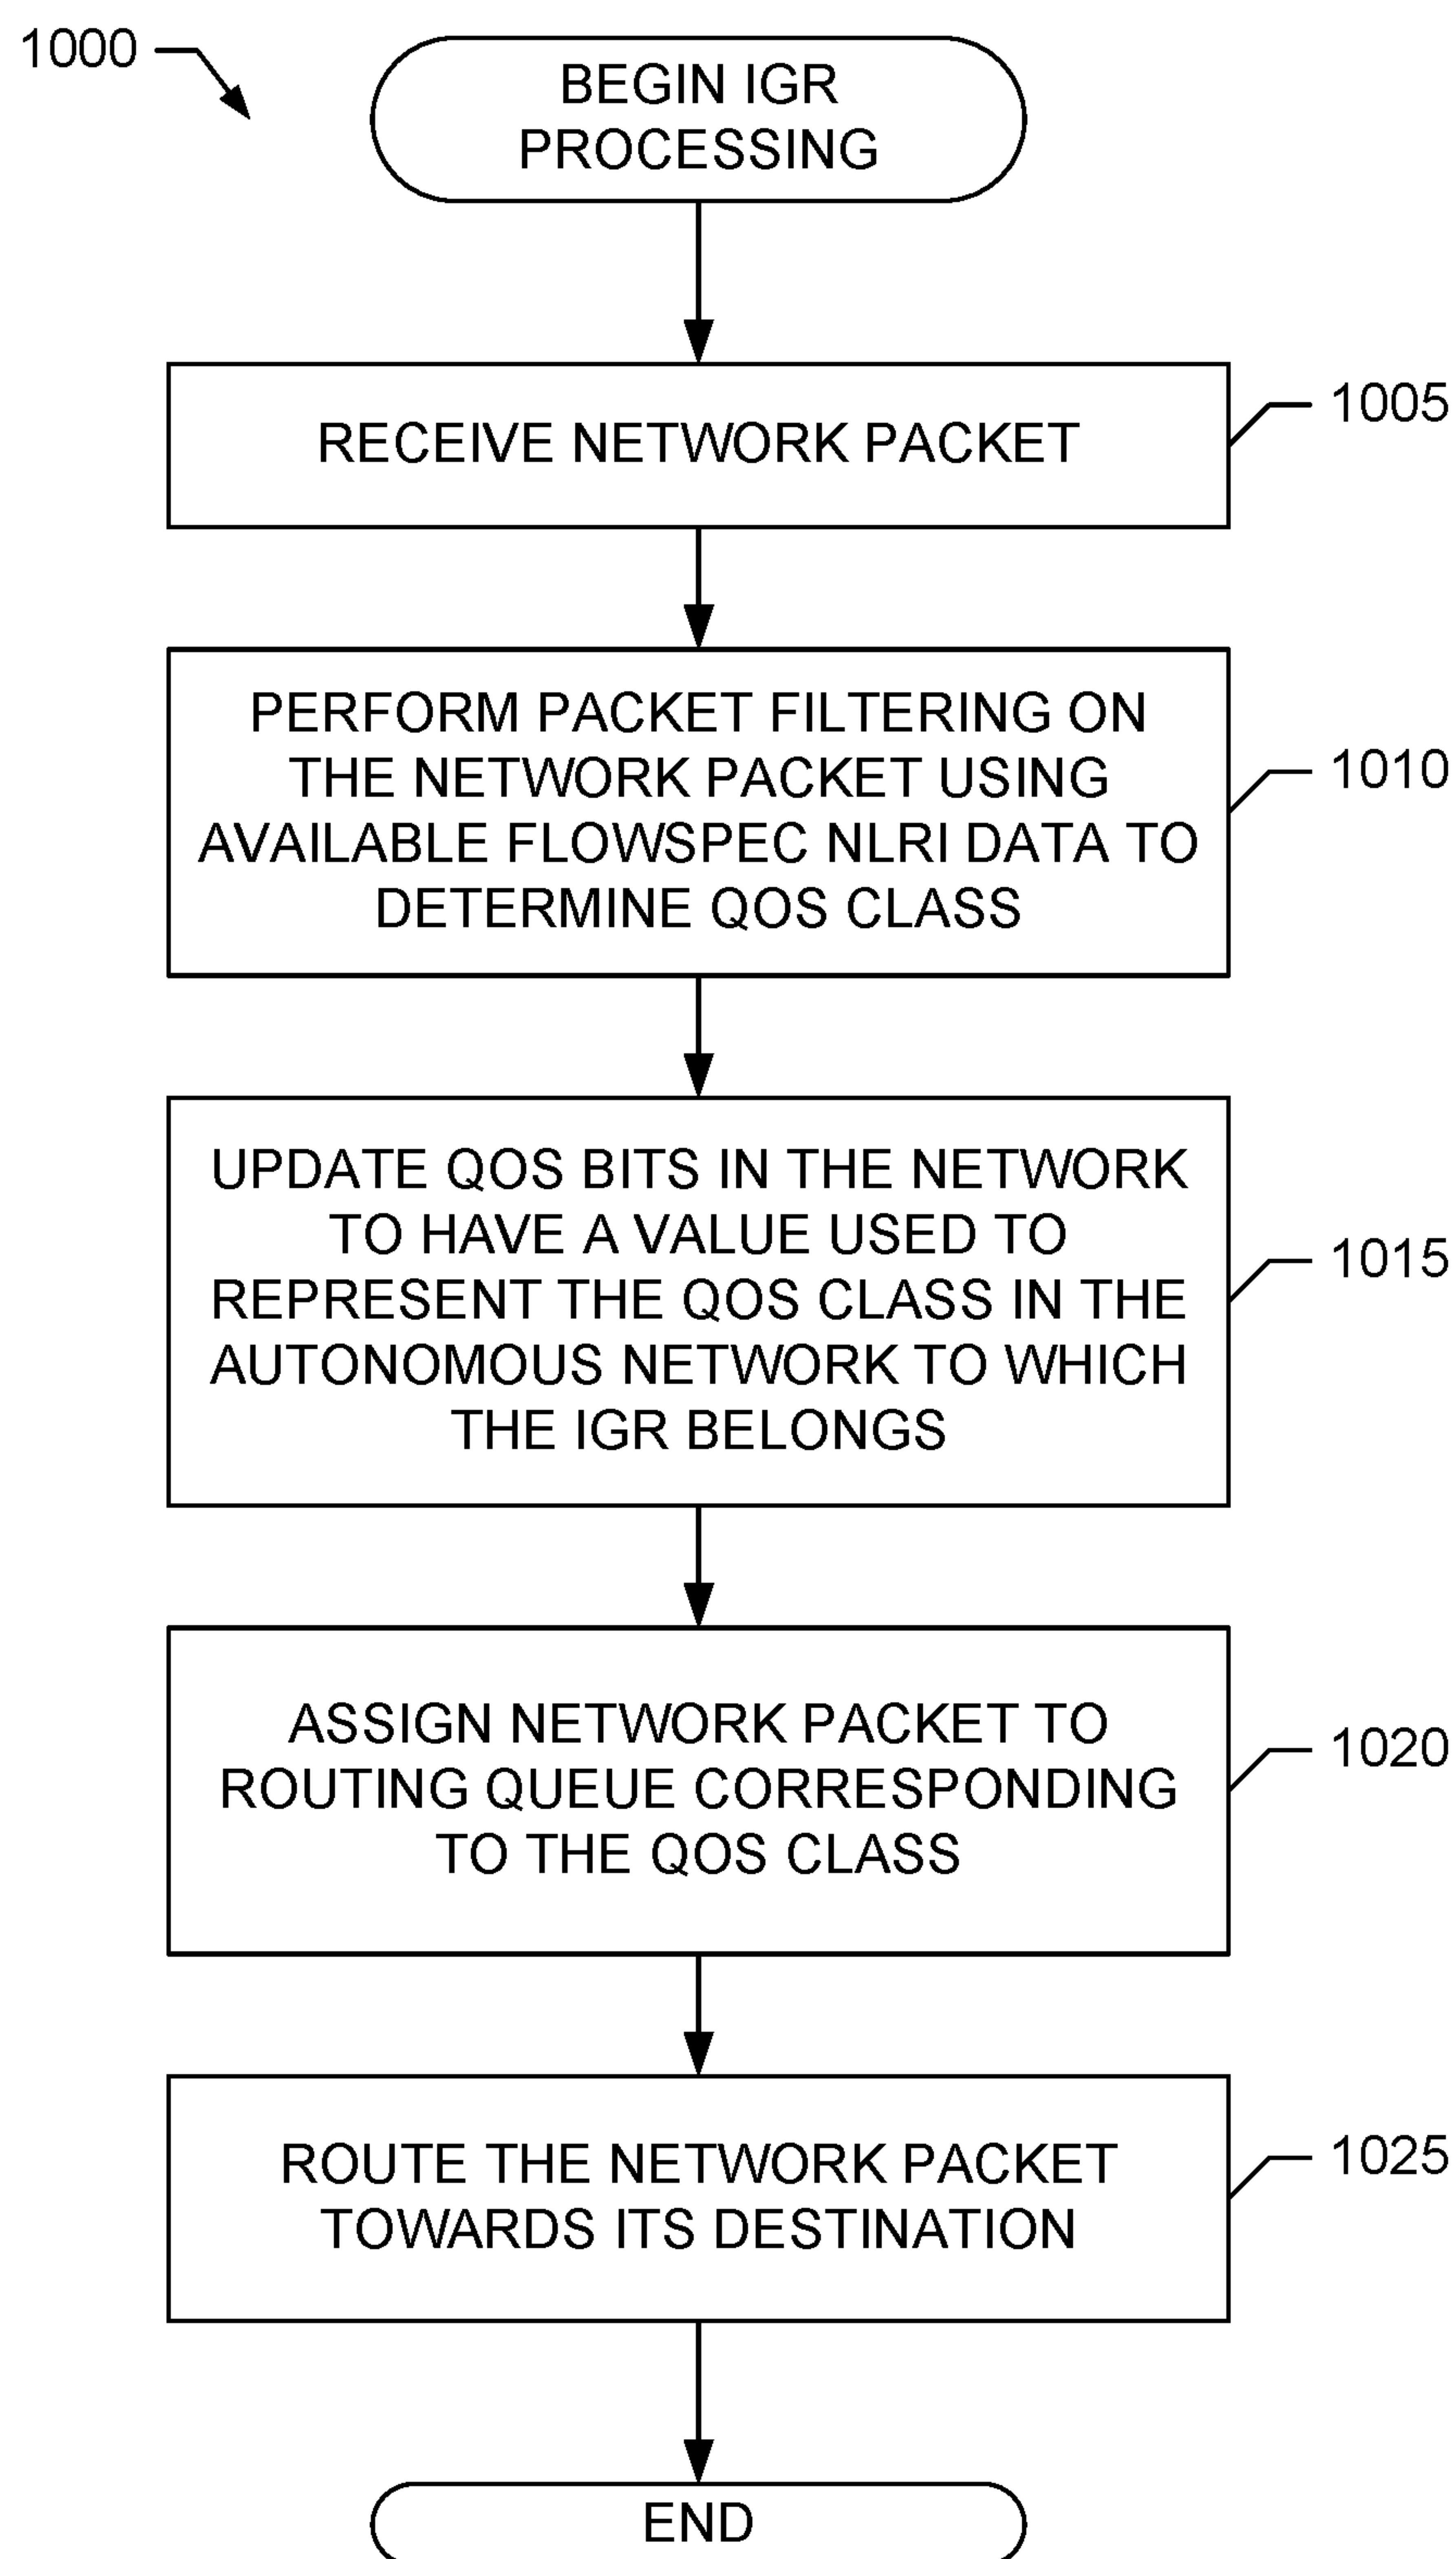 1000
BEGIN IGR
PROCESSING
RECEIVE NETWORK PACKET
1005
PERFORM PACKET FILTERING ON
THE NETWORK PACKET USING
AVAILABLE FLOWSPEC NLRI DATA TO
DETERMINE QOS CLASS
1010
UPDATE QOS BITS IN THE NETWORK
TO HAVE A VALUE USED TO
REPRESENT THE QOS CLASS IN THE
AUTONOMOUS NETWORK TO WHICH
THE IGR BELONGS
1015
ASSIGN NETWORK PACKET TO
ROUTING QUEUE CORRESPONDING
TO THE QOS CLASS
1020
ROUTE THE NETWORK PACKET
TOWARDS ITS DESTINATION
1025
END